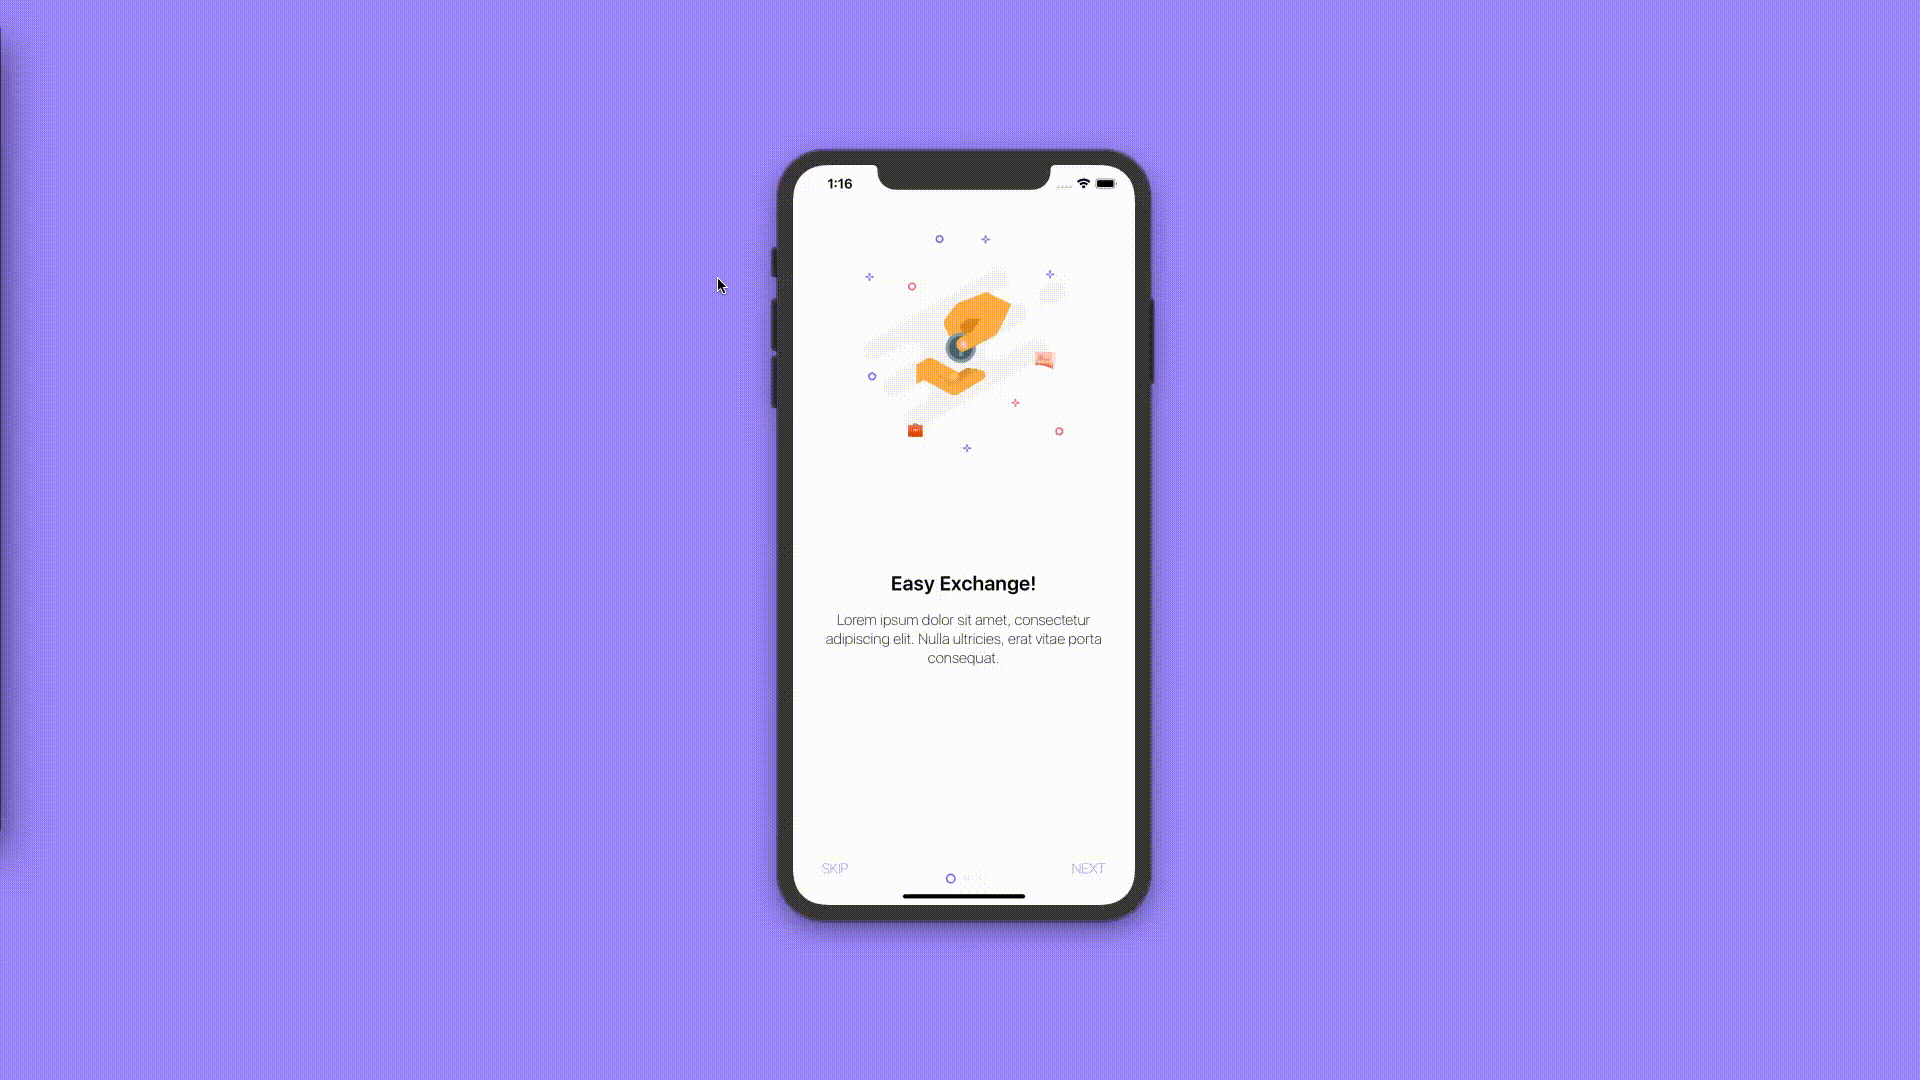 1:16
Easy Exchange!
Lorem ipsum dolor sit amet, consectetur
adipiscing elit. Nulla ultricies, erat vitae porta
consequat.
SKIP
NEXT